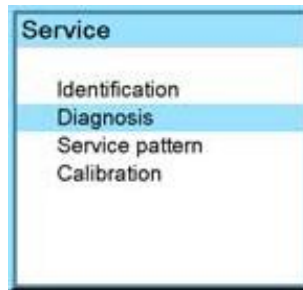 Service
Identification
Diagnosis
Service pattern
Calibration